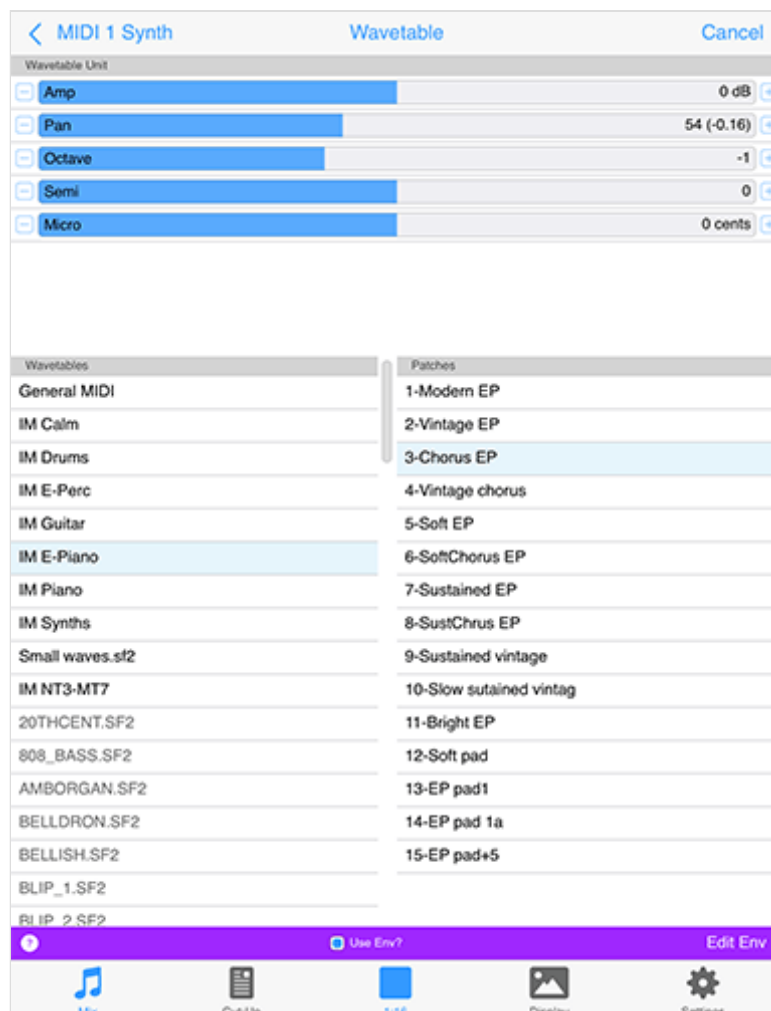 MIDI 1 Synth Wavetable Cancel
Wavetable Unit
Amp 0 dB
Pan 54 (-0.16)
Octave -1
Semi 0
Micro 0 cents
Wavetables
General MIDI
IM Calm
IM Drums
IM E-Perc
IM Guitar
IM E-Piano
IM Piano
IM Synths
Small waves.sf2
IM NT3-MT7
20THCENT.SF2
808_BASS.SF2
AMBORGAN.SF2
BELLDRON.SF2
BELLISH.SF2
BLIP_1.SF2
BLIP_2.SF2
Patches
1-Modern EP
2-Vintage EP
3-Chorus EP
4-Vintage chorus
5-Soft EP
6-SoftChorus EP
7-Sustained EP
8-SustChrus EP
9-Sustained vintage
10-Slow sutained vintag
11-Bright EP
12-Soft pad
13-EP pad1
14-EP pad 1a
15-EP pad+5
? Use Env? Edit Env
Mix Display Settings